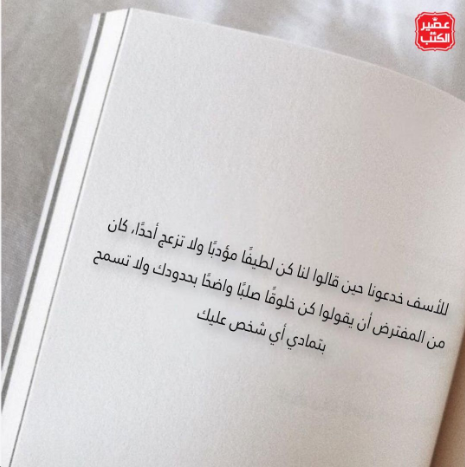 عصير
الكتب
للأسف خدعونا حين قالوا لنا كن لطيفًا مؤدبًا ولا تزعج أحدًا، كان
من المفترض أن يقولوا كن خلوقًا صلبًا واضحًا بحدودك ولا تسمح
بتمادي أي شخص عليك